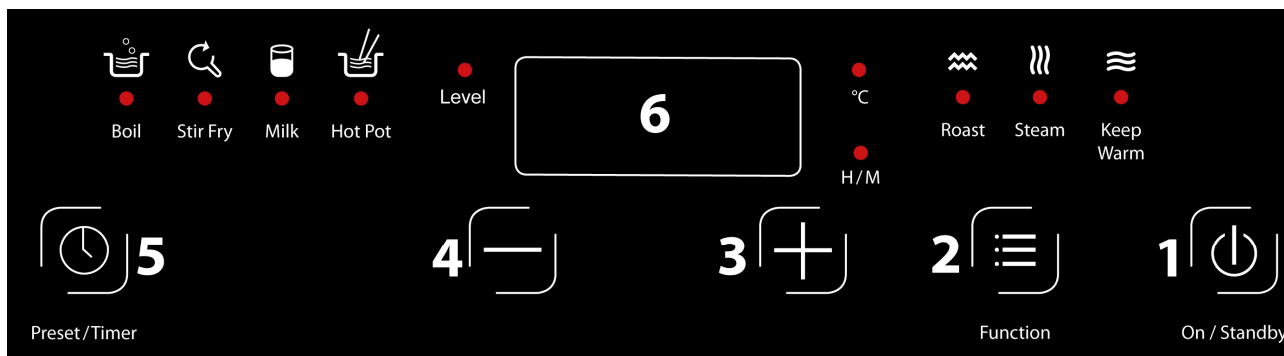 Level
6
°C
Boil
Stir Fry
Milk
Hot Pot
Roast
Steam
Keep
Warm
H/M
5
4
3
2
1
Preset/Timer
Function
On / Standby